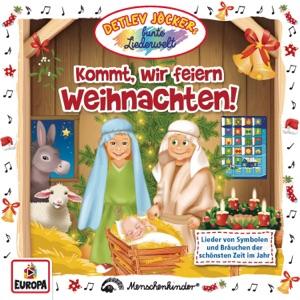 DETLEV JÖCKERs
bunte
Liederwelt
Kommt, wir feiern
Weihnachten!
Lieder von Symbolen
und Bräuchen der
schönsten Zeit im Jahr
EUROPA
Menschenkinder